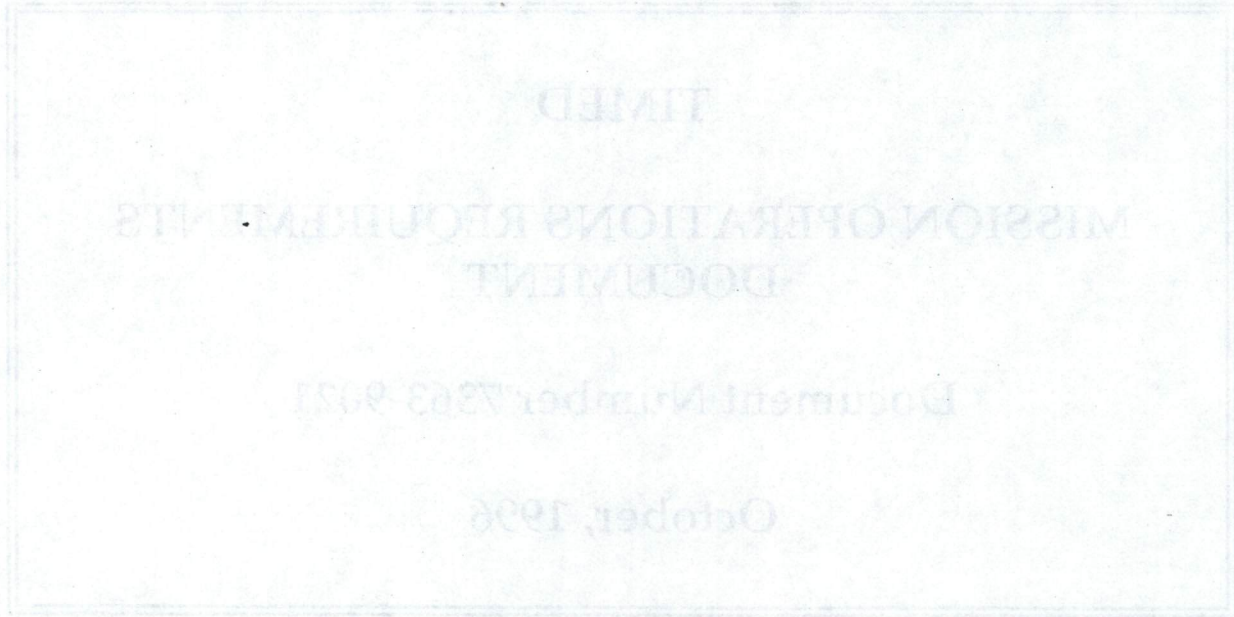 TIMED
MISSION OPERATIONS REQUIREMENTS
DOCUMENT
Document Number 7363-9021
October, 1996